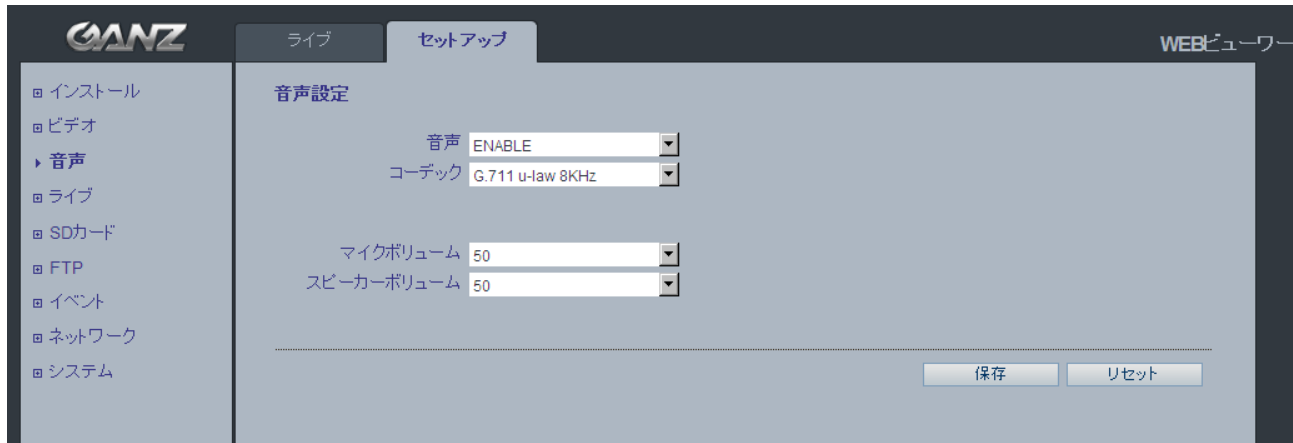 GANZ
ライブ
セットアップ
WEBビューワー
インストール
ビデオ
音声
ライブ
SDカード
FTP
イベント
ネットワーク
システム
音声設定
音声 ENABLE
コーデック G.711 u-law 8KHz
マイクボリューム 50
スピーカーボリューム 50
保存
リセット